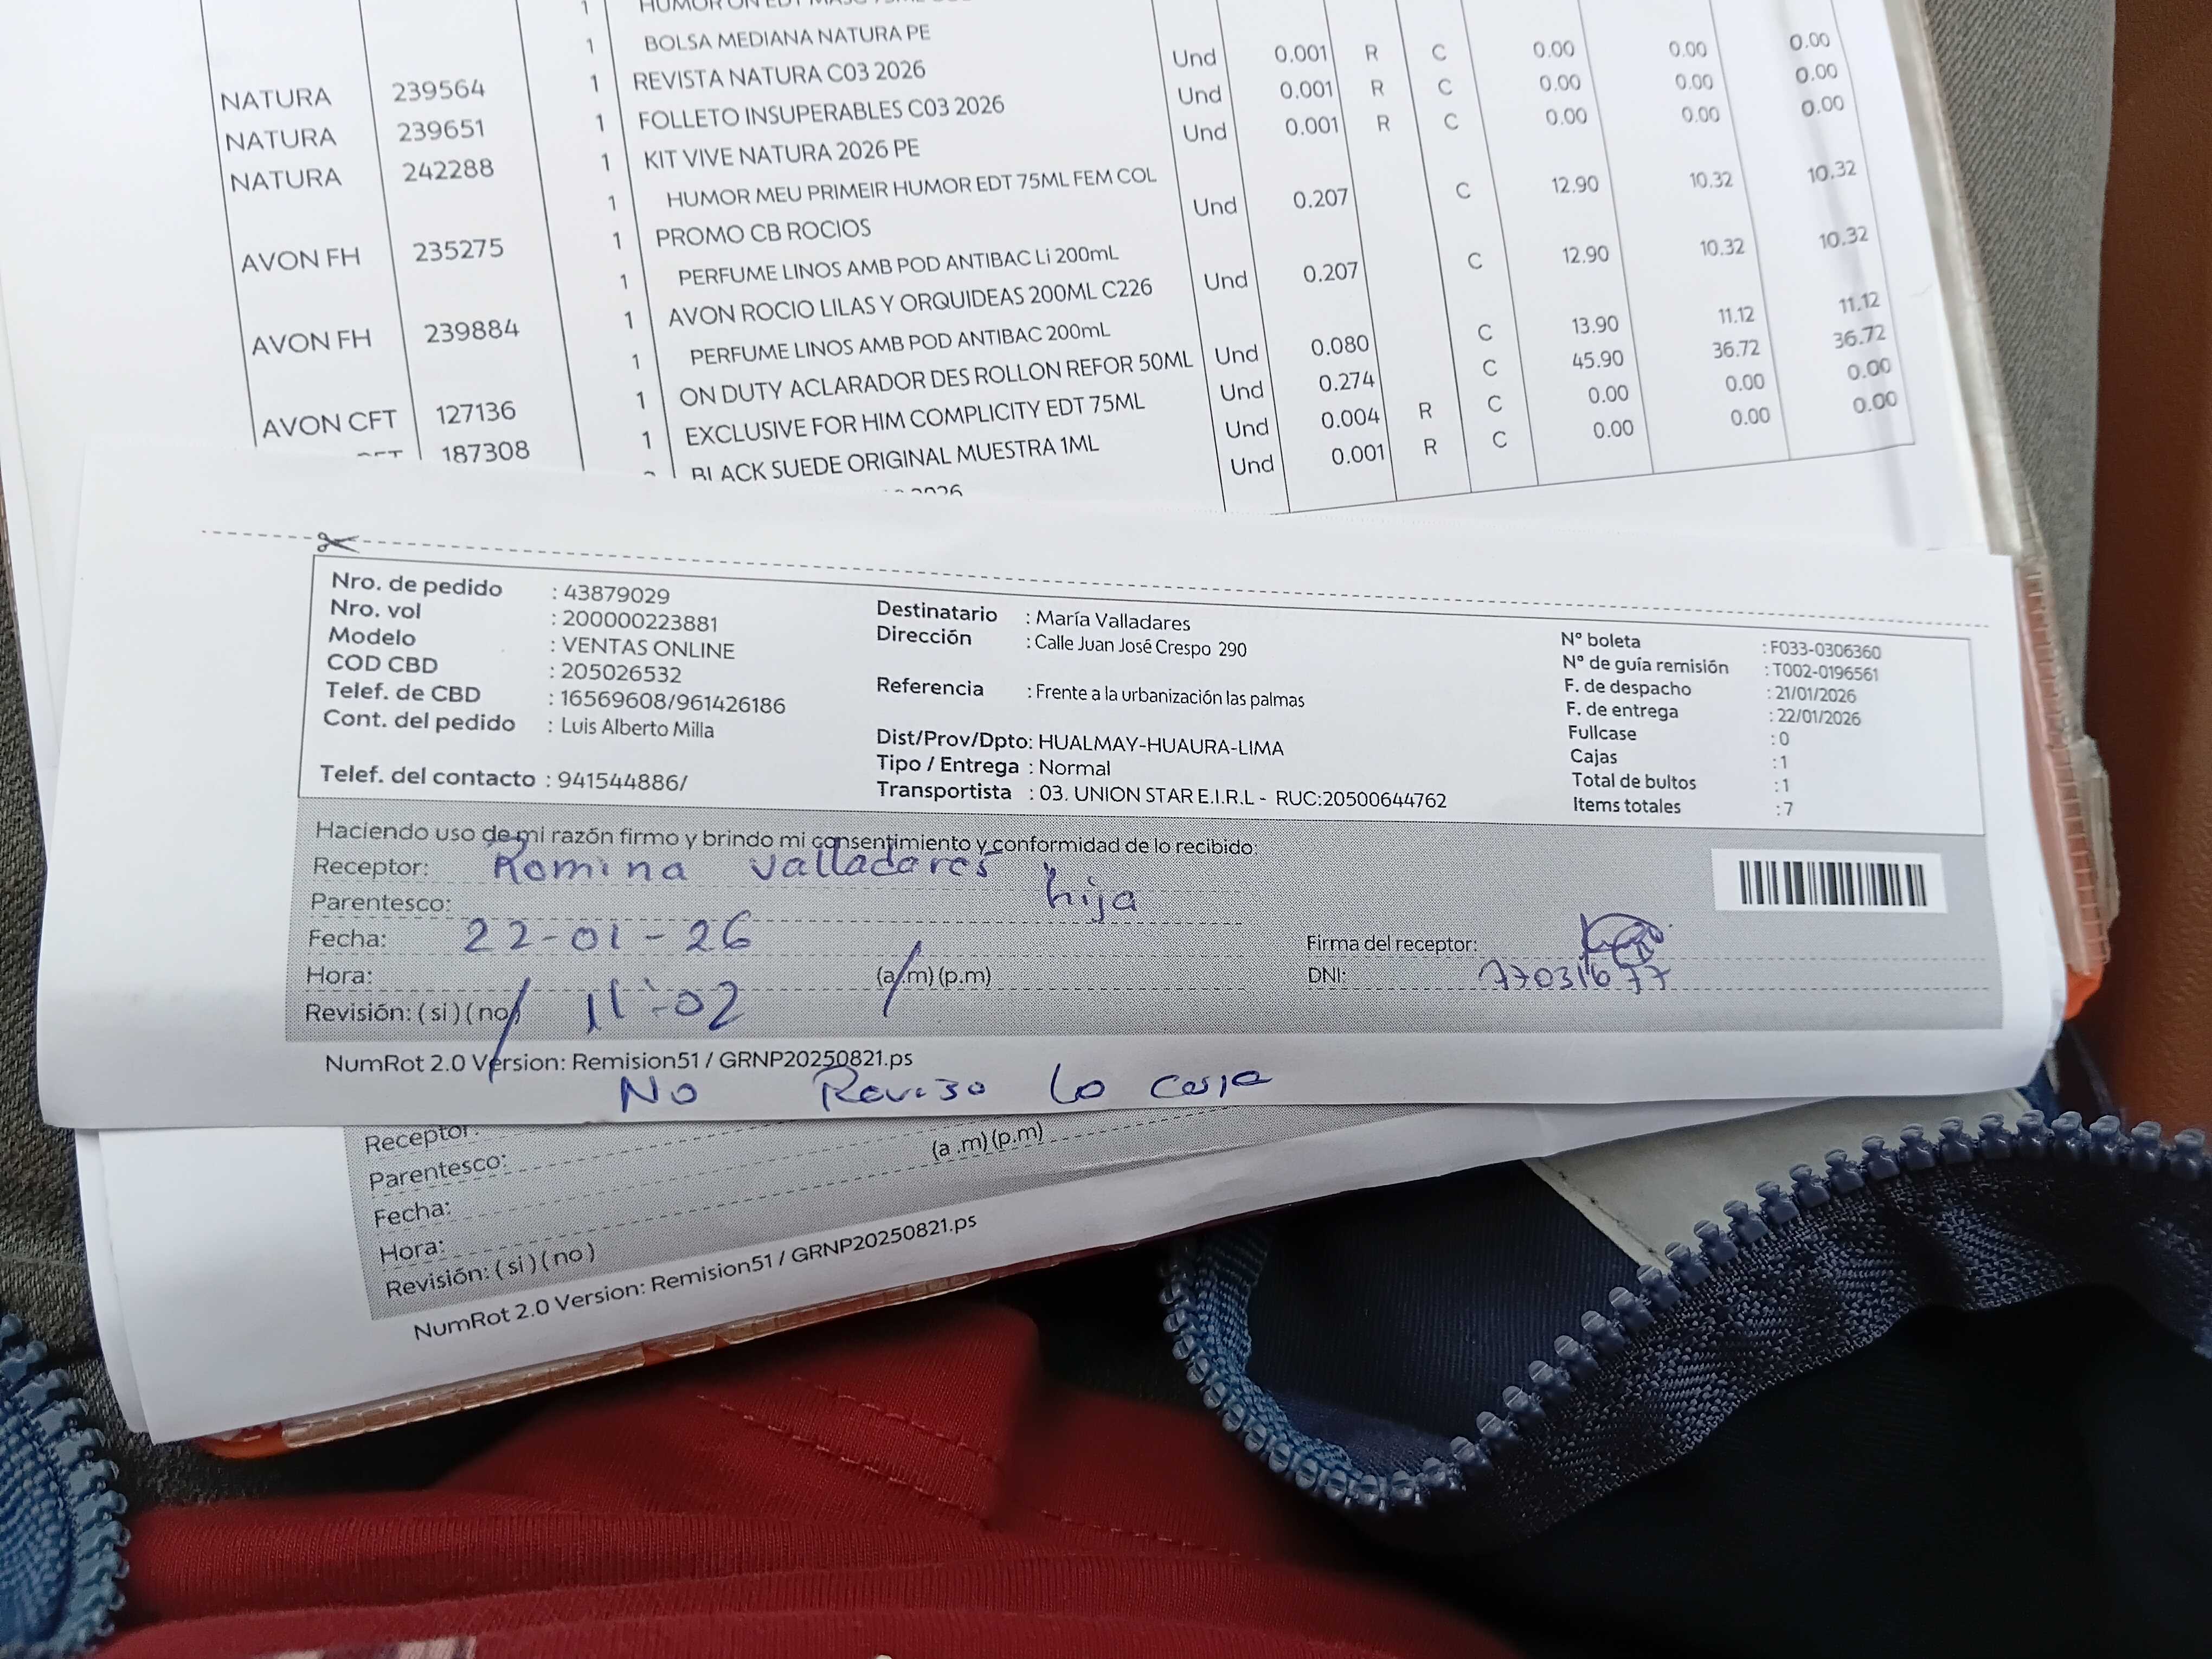 1 BOLSA MEDIANA NATURA PE
NATURA 239564 1 REVISTA NATURA C03 2026 Und 0.001 R C 0.00 0.00 0.00
NATURA 239651 1 FOLLETO INSUPERABLES C03 2026 Und 0.001 R C 0.00 0.00 0.00
NATURA 242288 1 KIT VIVE NATURA 2026 PE Und 0.001 R C 0.00 0.00 0.00
1 HUMOR MEU PRIMEIR HUMOR EDT 75ML FEM COL
AVON FH 235275 1 PROMO CB ROCIOS Und 0.207 C 12.90 10.32 10.32
1 PERFUME LINOS AMB POD ANTIBAC Li 200mL
AVON FH 239884 1 AVON ROCIO LILAS Y ORQUIDEAS 200ML C226 Und 0.207 C 12.90 10.32 10.32
1 PERFUME LINOS AMB POD ANTIBAC 200mL
AVON CFT 127136 1 ON DUTY ACLARADOR DES ROLLON REFOR 50ML Und 0.080 C 13.90 11.12 11.12
187308 1 EXCLUSIVE FOR HIM COMPLICITY EDT 75ML Und 0.274 C 45.90 36.72 36.72
BLACK SUEDE ORIGINAL MUESTRA 1ML Und 0.004 R C 0.00 0.00 0.00
Und 0.001 R C 0.00 0.00 0.00
Nro. de pedido : 43879029
Nro. vol : 200000223881
Modelo : VENTAS ONLINE
COD CBD : 205026532
Telef. de CBD : 16569608/961426186
Cont. del pedido : Luis Alberto Milla
Telef. del contacto : 941544886/
Destinatario : María Valladares
Dirección : Calle Juan José Crespo 290
Referencia : Frente a la urbanización las palmas
Dist/Prov/Dpto: HUALMAY-HUAURA-LIMA
Tipo / Entrega : Normal
Transportista : 03. UNION STAR E.I.R.L - RUC:20500644762
N° boleta : F033-0306360
N° de guía remisión : T002-0196561
F. de despacho : 21/01/2026
F. de entrega : 22/01/2026
Fullcase : 0
Cajas : 1
Total de bultos : 1
Items totales : 7
Haciendo uso de mi razón firmo y brindo mi consentimiento y conformidad de lo recibido:
Receptor: Romina Valladares
Parentesco: hija
Fecha: 22-01-26
Firma del receptor:
Hora: 11:02 (a.m) (p.m)
DNI: 77031677
Revisión: ( si ) ( no )
NumRot 2.0 Version: Remision51 / GRNP20250821.ps
No Reviso la caja
Receptor:
Parentesco:
Fecha:
Hora: (a .m) (p.m)
Revisión: ( si ) ( no )
NumRot 2.0 Version: Remision51 / GRNP20250821.ps